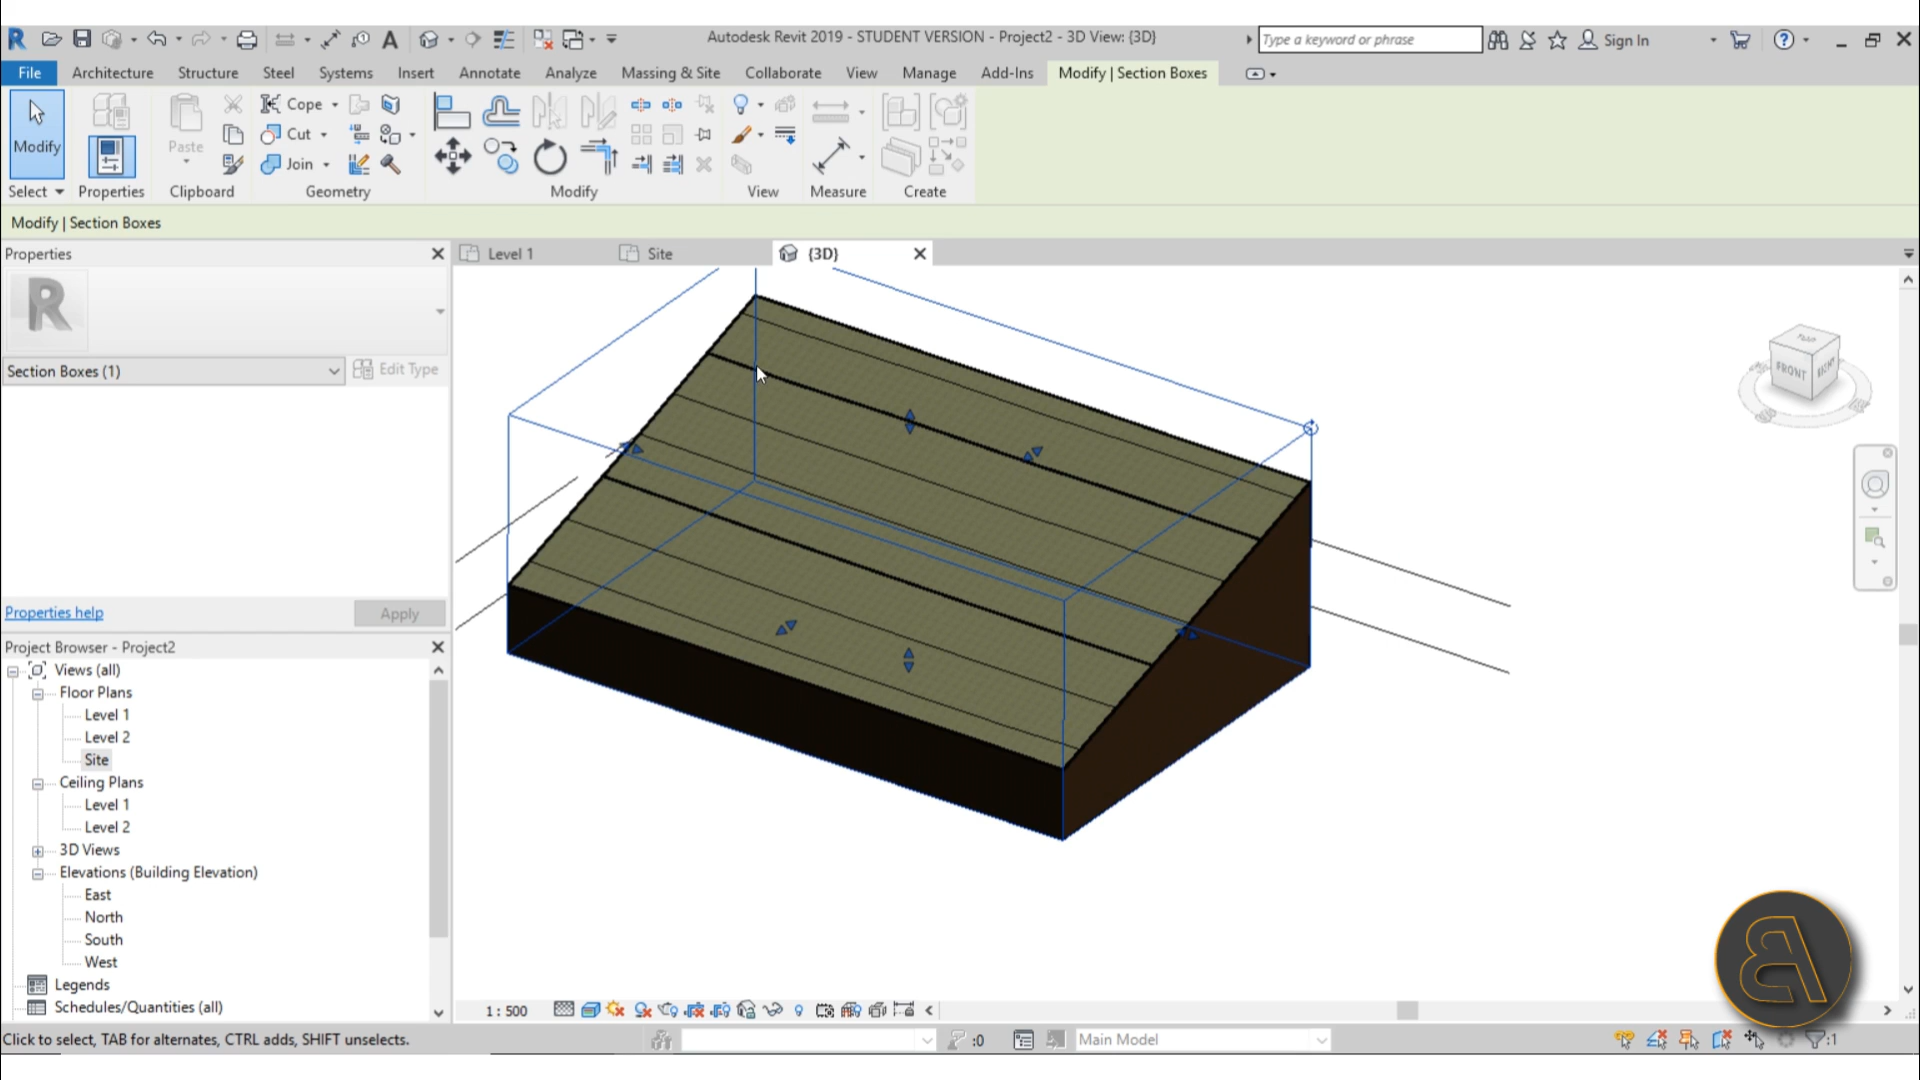 Autodesk Revit 2019 - STUDENT VERSION - Project2 - 3D View: {3D}
Type a keyword or phrase
Sign In
File Architecture Structure Steel Systems Insert Annotate Analyze Massing & Site Collaborate View Manage Add-Ins Modify | Section Boxes
Modify
Paste
Cope
Cut
Join
Select Properties Clipboard Geometry Modify View Measure Create
Modify | Section Boxes
Properties
Level 1 Site {3D}
R
Section Boxes (1) Edit Type
TOP
FRONT
RIGHT
Properties help Apply
Project Browser - Project2
Views (all)
Floor Plans
Level 1
Level 2
Site
Ceiling Plans
Level 1
Level 2
3D Views
Elevations (Building Elevation)
East
North
South
West
Legends
Schedules/Quantities (all)
1 : 500
Click to select, TAB for alternates, CTRL adds, SHIFT unselects.
:0
Main Model
:1